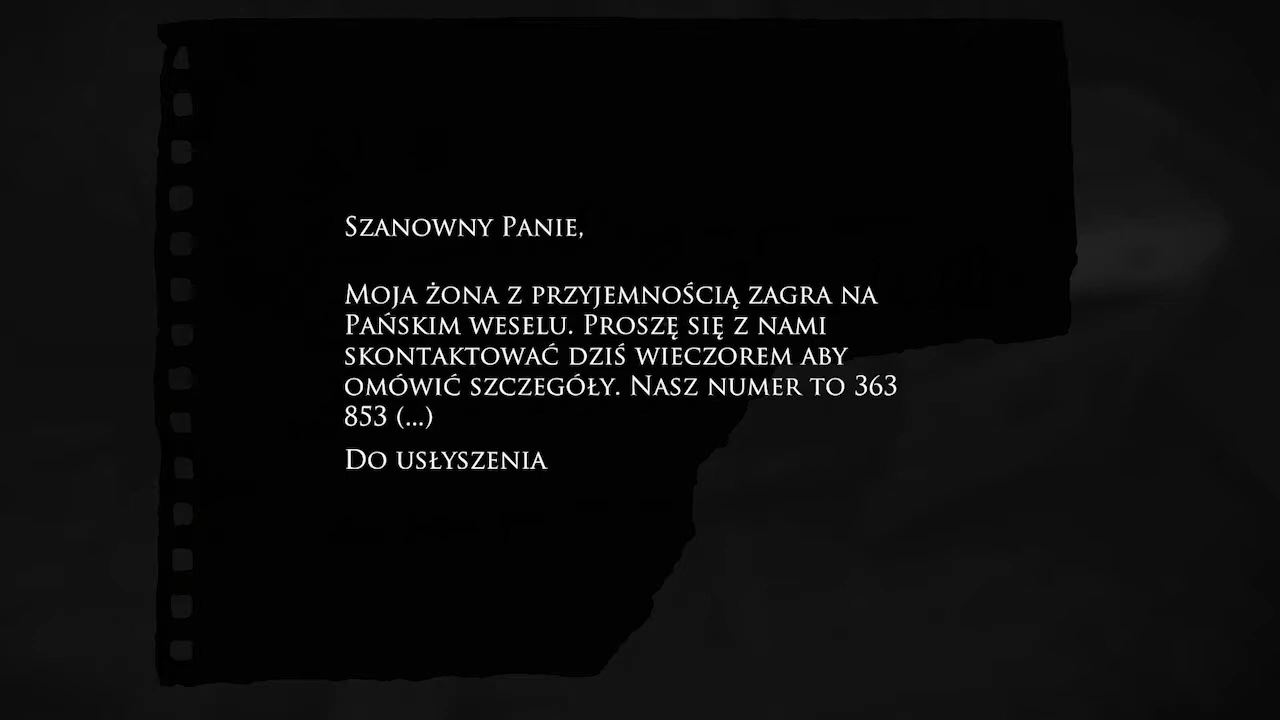 Szanowny Panie,
Moja żona z przyjemnością zagra na
Pańskim weselu. Proszę się z nami
skontaktować dziś wieczorem aby
omówić szczegóły. Nasz numer to 363
853 (...)
Do usłyszenia